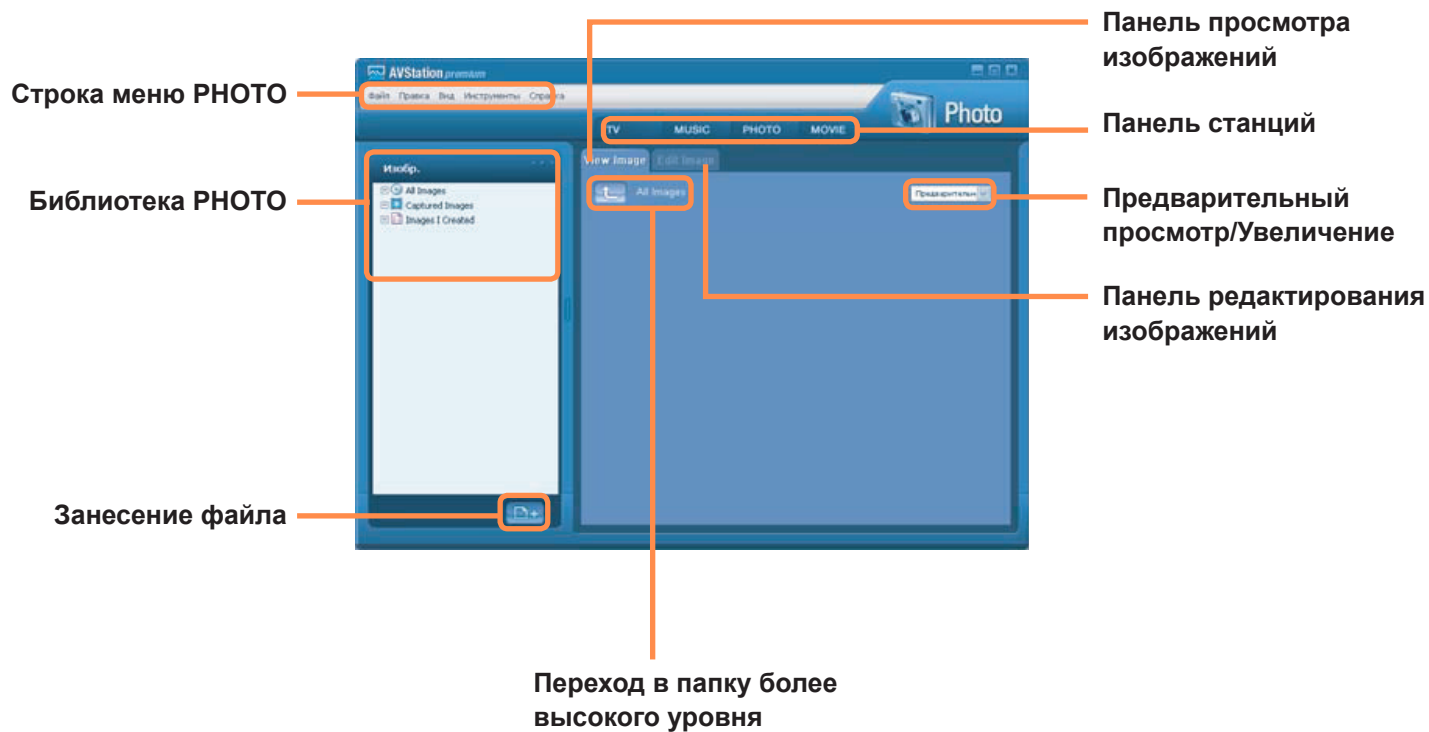 Панель просмотра
изображений
AVStation premium
Строка меню PHOTO
Файл Правка Вид Инструменты Справка
Photo
TV MUSIC PHOTO MOVIE
Панель станций
View Image Edit Image
Изобр.
All Images
All Images
Captured Images
Images I Created
Библиотека PHOTO
Предварительн
Предварительный
просмотр/Увеличение
Панель редактирования
изображений
Занесение файла
Переход в папку более
высокого уровня